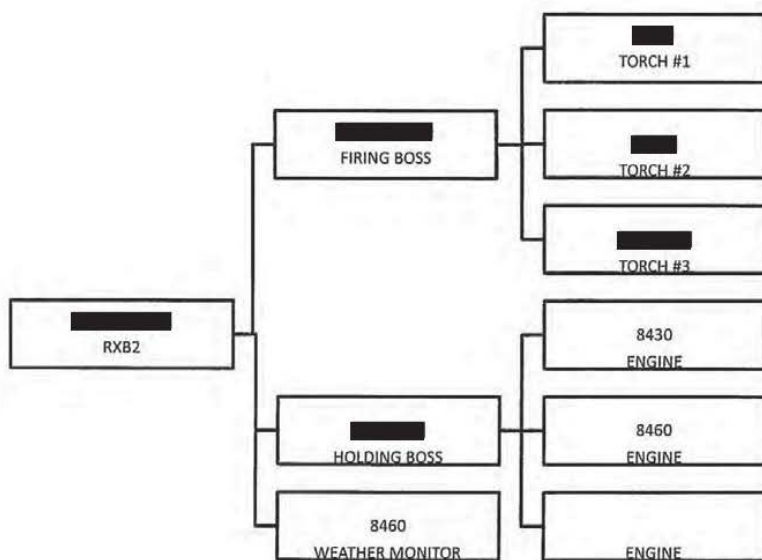 TORCH #1
FIRING BOSS
TORCH #2
TORCH #3
RXB2
8430
ENGINE
HOLDING BOSS
8460
ENGINE
8460
WEATHER MONITOR
ENGINE